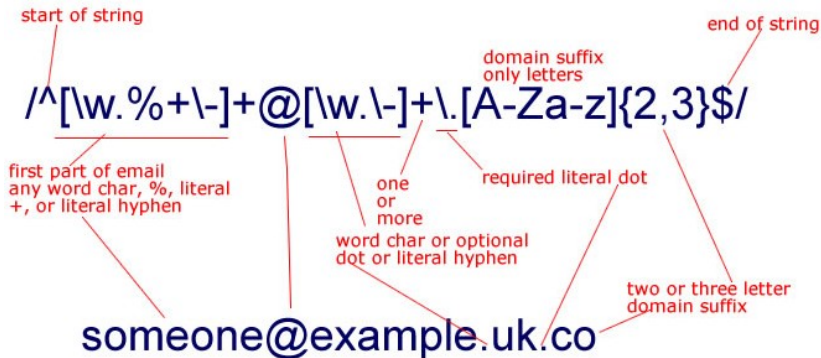 start of string
end of string
domain suffix
only letters
/^[\w.%+\-]+@[\w.\-]+\.[A-Za-z]{2,3}$/
first part of email
any word char, %, literal
+, or literal hyphen
one
or
more
required literal dot
word char or optional
dot or literal hyphen
two or three letter
domain suffix
someone@example.uk.co